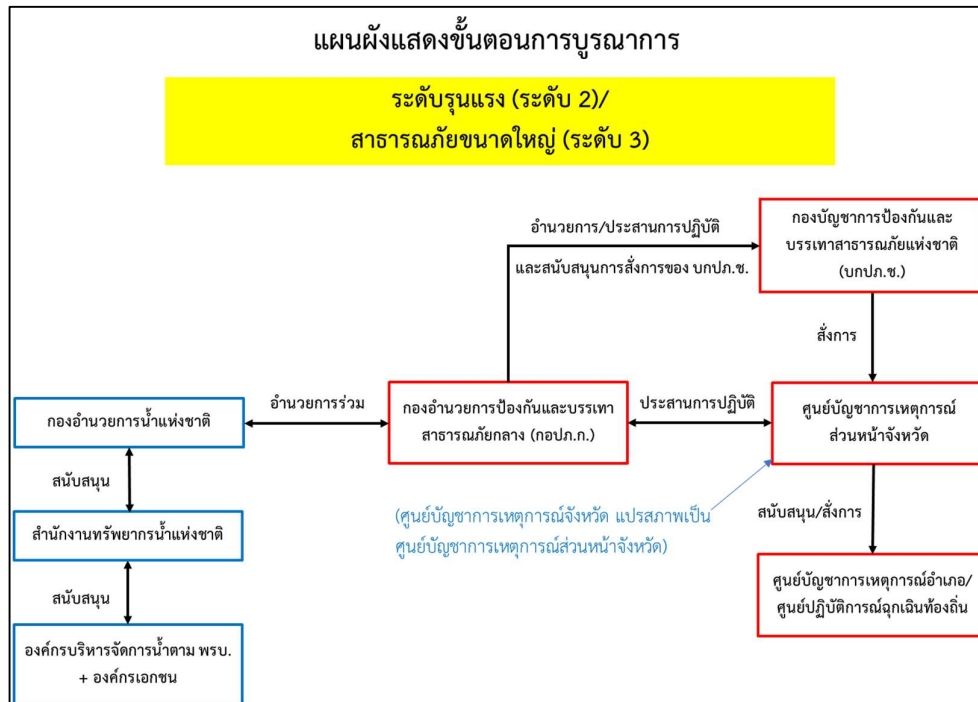 แผนผังแสดงขั้นตอนการบูรณาการ
ระดับรุนแรง (ระดับ 2)/
สาธารณภัยขนาดใหญ่ (ระดับ 3)
อำนวยการ/ประสานการปฏิบัติ
และสนับสนุนการสั่งการของ บกปภ.ช.
กองบัญชาการป้องกันและ
บรรเทาสาธารณภัยแห่งชาติ
(บกปภ.ช.)
สั่งการ
กองอำนวยการน้ำแห่งชาติ
อำนวยการร่วม
กองอำนวยการป้องกันและบรรเทา
สาธารณภัยกลาง (กอปภ.ก.)
ประสานการปฏิบัติ
ศูนย์บัญชาการเหตุการณ์
ส่วนหน้าจังหวัด
สนับสนุน
(ศูนย์บัญชาการเหตุการณ์จังหวัด แปรสภาพเป็น
ศูนย์บัญชาการเหตุการณ์ส่วนหน้าจังหวัด)
สนับสนุน/สั่งการ
สำนักงานทรัพยากรน้ำแห่งชาติ
สนับสนุน
ศูนย์บัญชาการเหตุการณ์อำเภอ/
ศูนย์ปฏิบัติการฉุกเฉินท้องถิ่น
องค์กรบริหารจัดการน้ำตาม พรบ.
+ องค์กรเอกชน